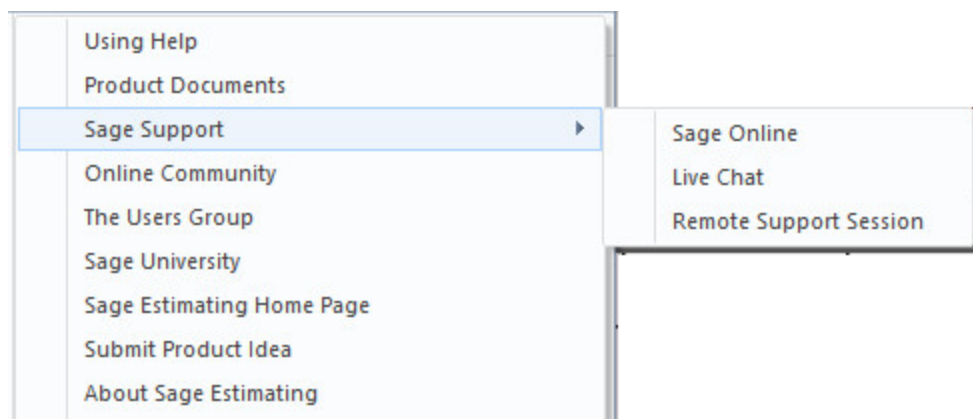 Using Help
Product Documents
Sage Support
Sage Online
Live Chat
Remote Support Session
Online Community
The Users Group
Sage University
Sage Estimating Home Page
Submit Product Idea
About Sage Estimating